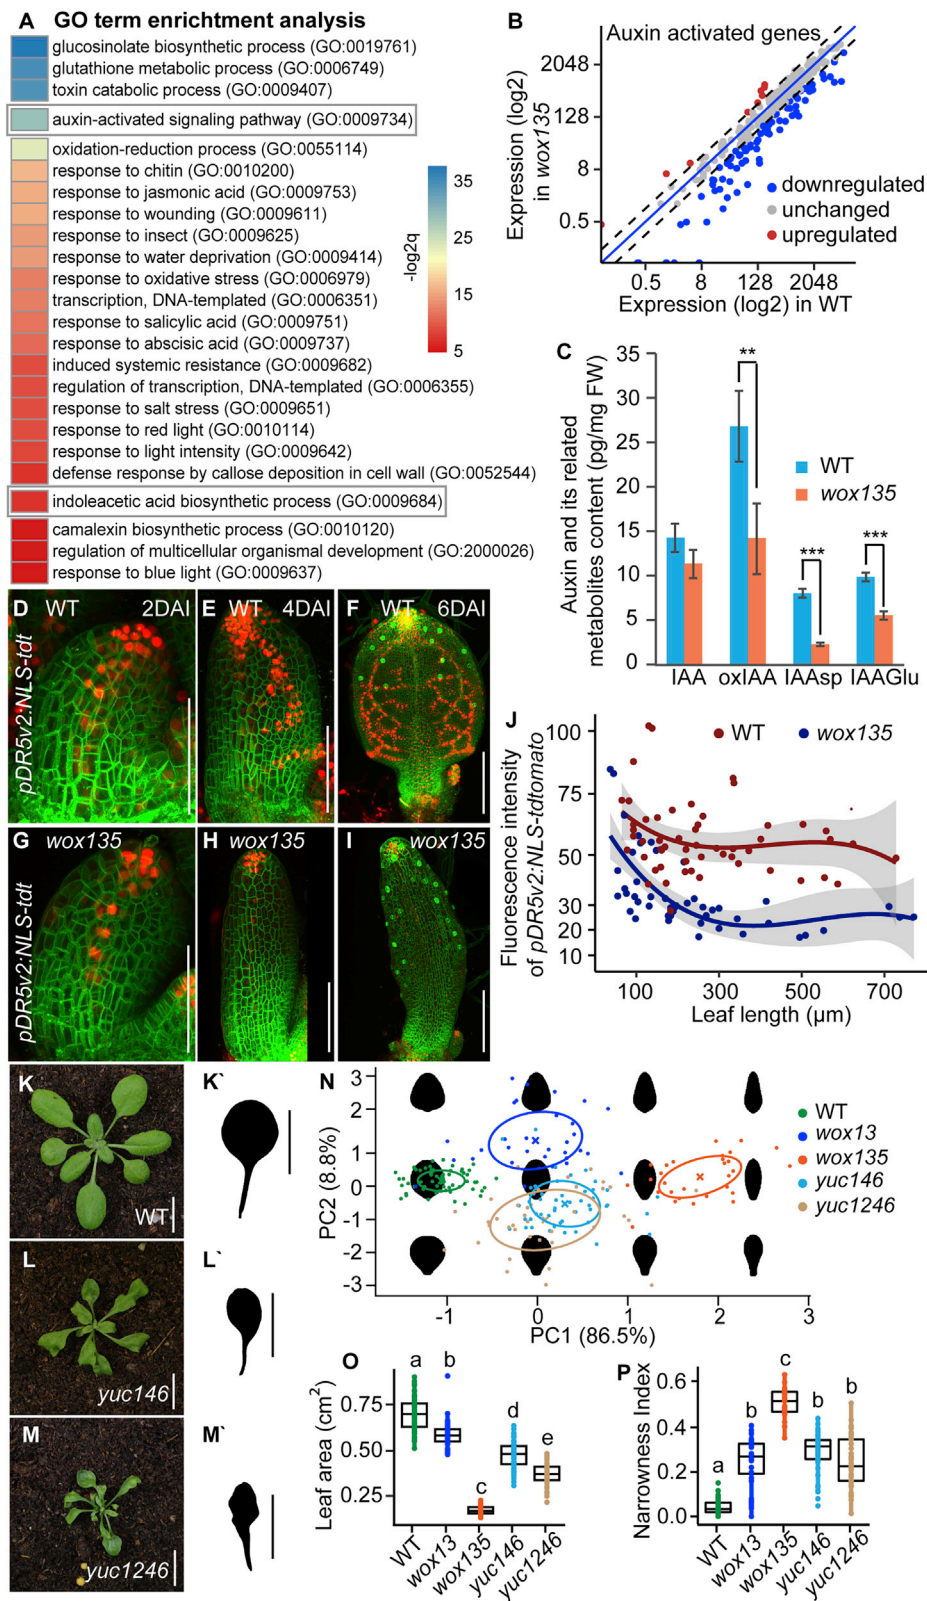 A GO term enrichment analysis
glucosinolate biosynthetic process (GO:0019761)
glutathione metabolic process (GO:0006749)
toxin catabolic process (GO:0009407)
auxin-activated signaling pathway (GO:0009734)
oxidation-reduction process (GO:0055114)
response to chitin (GO:0010200)
response to jasmonic acid (GO:0009753)
response to wounding (GO:0009611)
response to insect (GO:0009625)
response to water deprivation (GO:0009414)
response to oxidative stress (GO:0006979)
transcription, DNA-templated (GO:0006351)
response to salicylic acid (GO:0009751)
response to abscisic acid (GO:0009737)
induced systemic resistance (GO:0009682)
regulation of transcription, DNA-templated (GO:0006355)
response to salt stress (GO:0009651)
response to red light (GO:0010114)
response to light intensity (GO:0009642)
defense response by callose deposition in cell wall (GO:0052544)
indoleacetic acid biosynthetic process (GO:0009684)
camalexin biosynthetic process (GO:0010120)
regulation of multicellular organismal development (GO:2000026)
response to blue light (GO:0009637)
35
25
15
5
-log2q
B
Auxin activated genes
2048
128
8
0.5
Expression (log2)
in wox135
downregulated
unchanged
upregulated
0.5 8 128 2048
Expression (log2) in WT
C
35
30
25
20
15
10
5
0
Auxin and its related
metabolites content (pg/mg FW)
**
***
***
WT
wox135
IAA oxIAA IAAsp IAAGlu
D WT 2DAI
E WT 4DAI
F WT 6DAI
pDR5v2:NLS-tdt
G wox135
H wox135
I wox135
pDR5v2:NLS-tdt
J
WT wox135
100
75
50
30
20
10
Fluorescence intensity
of pDR5v2:NLS-tdtomato
100 300 500 700
Leaf length (µm)
K
WT
K`
L
yuc146
L`
M
yuc1246
M`
N
3
2
1
0
-1
-2
-3
PC2 (8.8%)
-1 0 1 2 3
PC1 (86.5%)
WT
wox13
wox135
yuc146
yuc1246
O
a b c d e
0.75
0.50
0.25
Leaf area (cm2)
WT
wox13
wox135
yuc146
yuc1246
P
a b c b b
0.6
0.4
0.2
0.0
Narrowness Index
WT
wox13
wox135
yuc146
yuc1246